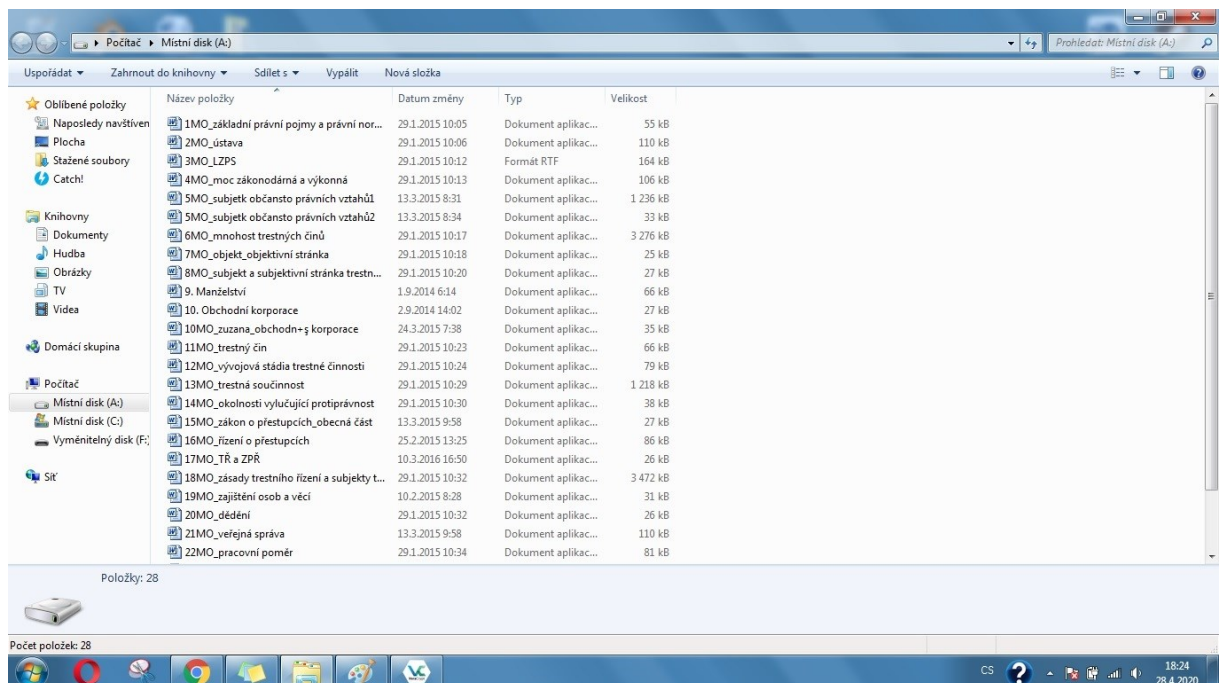 Počítač ▸ Místní disk (A:)
Prohledat: Místní disk (A:)
Uspořádat Zahrnout do knihovny Sdílet s Vypálit Nová složka
Oblíbené položky
Naposledy navštíven
Plocha
Stažené soubory
Catch!
Knihovny
Dokumenty
Hudba
Obrázky
TV
Videa
Domácí skupina
Počítač
Místní disk (A:)
Místní disk (C:)
Vyměnitelný disk (F:)
Síť
Název položky Datum změny Typ Velikost
1MO_základní právní pojmy a právní nor... 29.1.2015 10:05 Dokument aplikac... 55 kB
2MO_ústava 29.1.2015 10:06 Dokument aplikac... 110 kB
3MO_LZPS 29.1.2015 10:12 Formát RTF 164 kB
4MO_moc zákonodárná a výkonná 29.1.2015 10:13 Dokument aplikac... 106 kB
5MO_subjetk občansto právních vztahů1 13.3.2015 8:31 Dokument aplikac... 1 236 kB
5MO_subjetk občansto právních vztahů2 13.3.2015 8:34 Dokument aplikac... 33 kB
6MO_mnohost trestných činů 29.1.2015 10:17 Dokument aplikac... 3 276 kB
7MO_objekt_objektivní stránka 29.1.2015 10:18 Dokument aplikac... 25 kB
8MO_subjekt a subjektivní stránka trestn... 29.1.2015 10:20 Dokument aplikac... 27 kB
9. Manželství 1.9.2014 6:14 Dokument aplikac... 66 kB
10. Obchodní korporace 2.9.2014 14:02 Dokument aplikac... 27 kB
10MO_zuzana_obchodn+ş korporace 24.3.2015 7:38 Dokument aplikac... 35 kB
11MO_trestný čin 29.1.2015 10:23 Dokument aplikac... 66 kB
12MO_vývojová stádia trestné činnosti 29.1.2015 10:24 Dokument aplikac... 79 kB
13MO_trestná součinnost 29.1.2015 10:29 Dokument aplikac... 1 218 kB
14MO_okolnosti vylučující protiprávnost 29.1.2015 10:30 Dokument aplikac... 38 kB
15MO_zákon o přestupcích_obecná část 13.3.2015 9:58 Dokument aplikac... 27 kB
16MO_řízení o přestupcích 25.2.2015 13:25 Dokument aplikac... 86 kB
17MO_TŘ a ZPŘ 10.3.2016 16:50 Dokument aplikac... 26 kB
18MO_zásady trestního řízení a subjekty t... 29.1.2015 10:32 Dokument aplikac... 3 472 kB
19MO_zajištění osob a věcí 10.2.2015 8:28 Dokument aplikac... 31 kB
20MO_dědění 29.1.2015 10:32 Dokument aplikac... 26 kB
21MO_veřejná správa 13.3.2015 9:58 Dokument aplikac... 110 kB
22MO_pracovní poměr 29.1.2015 10:34 Dokument aplikac... 81 kB
Položky: 28
Počet položek: 28
CS 18:24
28.4.2020